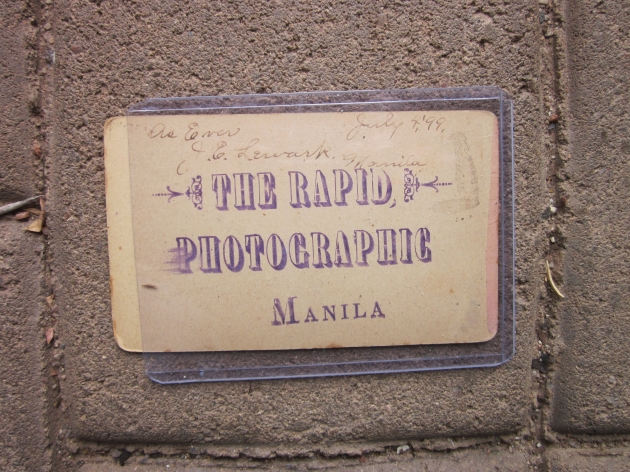 As Ever July 4, '99,
J. E. Lewark. Manila
THE RAPID,
PHOTOGRAPHIC
MANILA